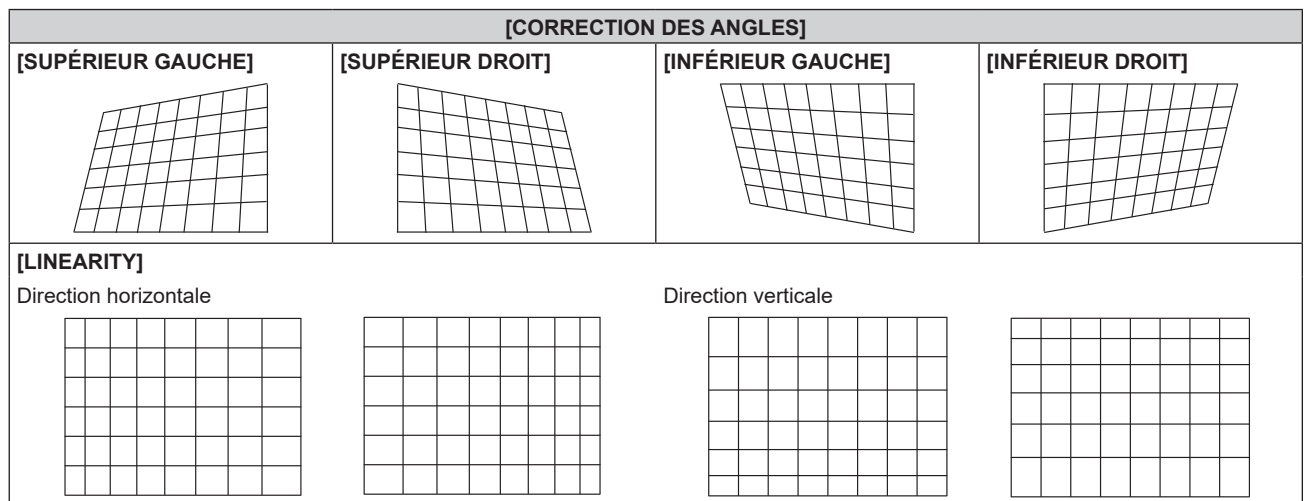 [CORRECTION DES ANGLES]
[SUPÉRIEUR GAUCHE] [SUPÉRIEUR DROIT] [INFÉRIEUR GAUCHE] [INFÉRIEUR DROIT]
[LINEARITY]
Direction horizontale Direction verticale